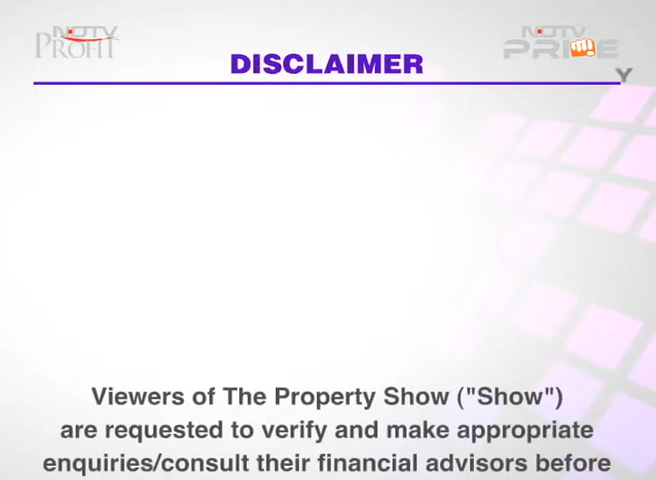 NDTV PROFIT
NDTV PRIME
DISCLAIMER
Y
Viewers of The Property Show ("Show")
are requested to verify and make appropriate
enquiries/consult their financial advisors before